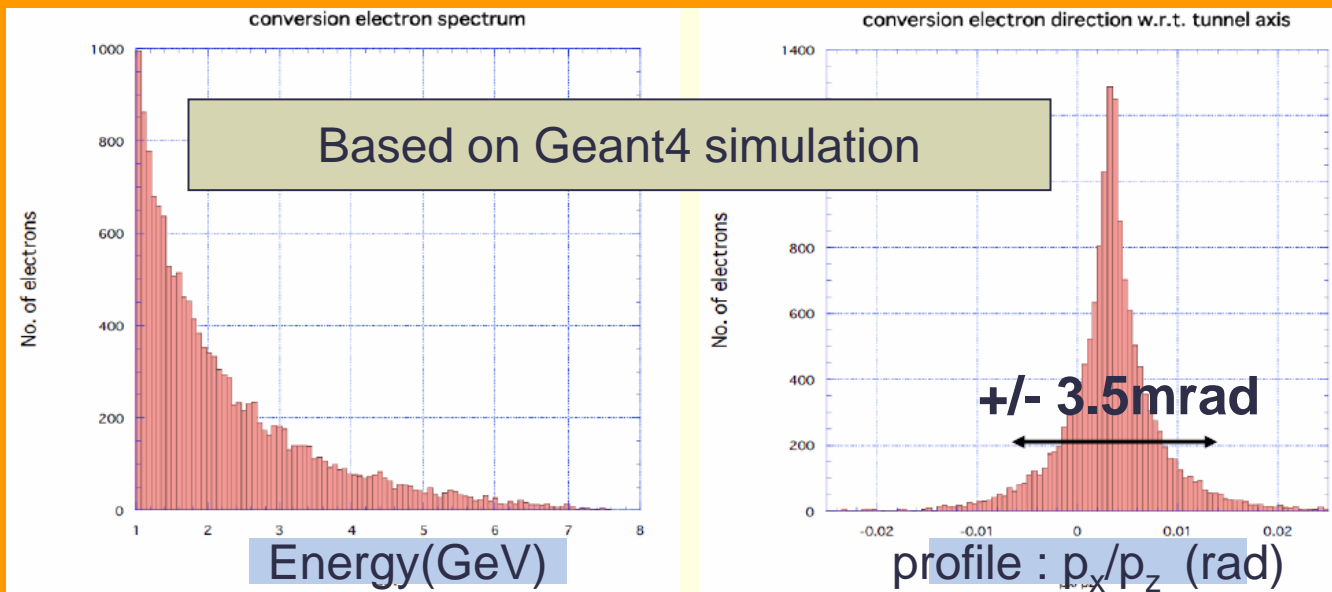 conversion electron spectrum
1000
800
600
400
200
0
No. of electrons
1 2 3 4 5 6 7 8
Energy(GeV)
Based on Geant4 simulation
conversion electron direction w.r.t. tunnel axis
1400
800
600
400
200
0
No. of electrons
+/- 3.5mrad
-0.02 -0.01 0 0.01 0.02
profile : pₓ/p_z (rad)